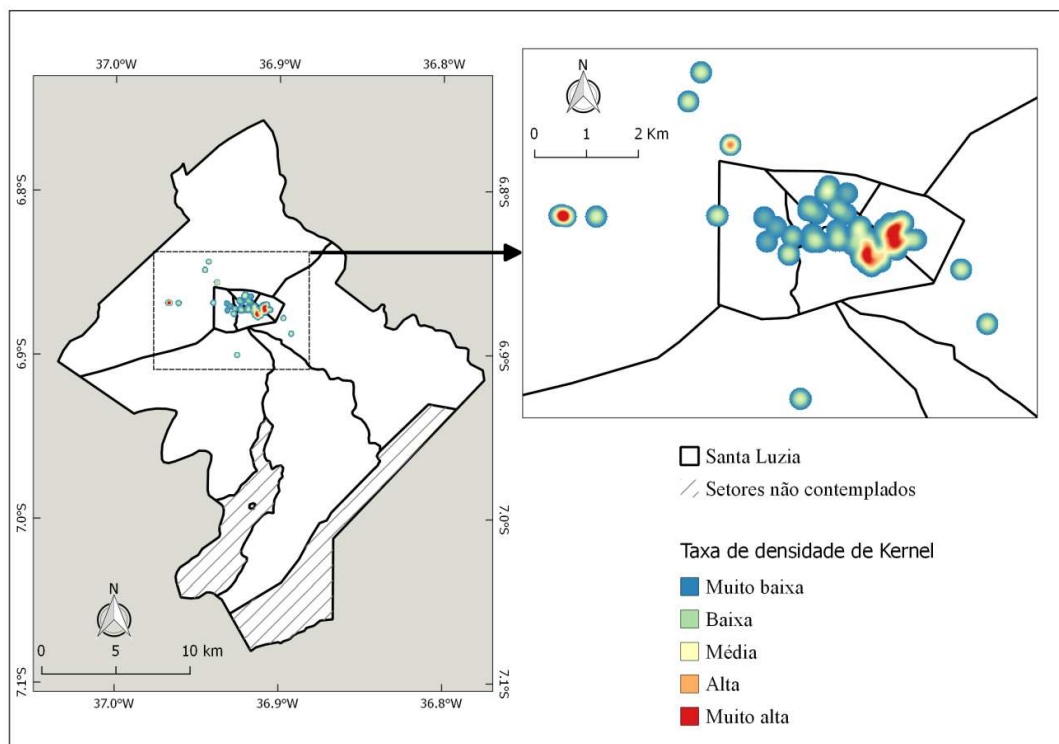 37.0°W 36.9°W 36.8°W
6.8°S 6.8°S
6.9°S 6.9°S
7.0°S 7.0°S
7.1°S 7.1°S
37.0°W 36.9°W 36.8°W
N
0 5 10 km
N
0 1 2 Km
Santa Luzia
Setores não contemplados
Taxa de densidade de Kernel
Muito baixa
Baixa
Média
Alta
Muito alta